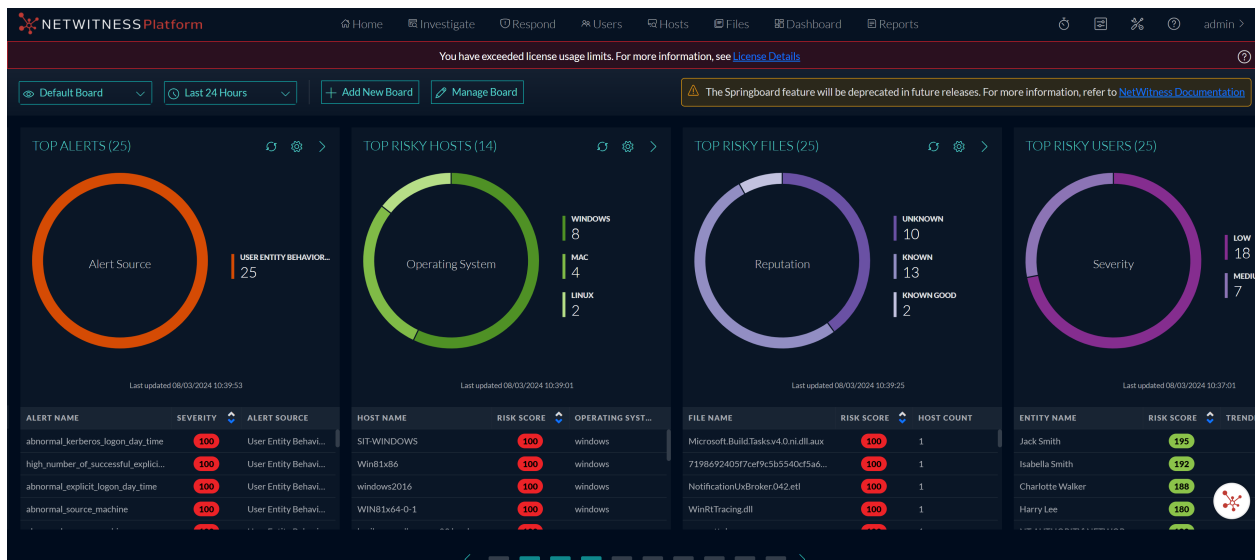 NETWITNESS Platform
Home Investigate Respond Users Hosts Files Dashboard Reports admin >
You have exceeded license usage limits. For more information, see License Details
Default Board Last 24 Hours + Add New Board Manage Board The Springboard feature will be deprecated in future releases. For more information, refer to NetWitness Documentation
TOP ALERTS (25)
Alert Source
USER ENTITY BEHAVIOR...
25
Last updated 08/03/2024 10:39:53
ALERT NAME SEVERITY ALERT SOURCE
abnormal_kerberos_logon_day_time 100 User Entity Behavi...
high_number_of_successful_explici... 100 User Entity Behavi...
abnormal_explicit_logon_day_time 100 User Entity Behavi...
abnormal_source_machine 100 User Entity Behavi...
TOP RISKY HOSTS (14)
Operating System
WINDOWS
8
MAC
4
LINUX
2
Last updated 08/03/2024 10:39:01
HOST NAME RISK SCORE OPERATING SYST...
SIT-WINDOWS 100 windows
Win81x86 100 windows
windows2016 100 windows
WIN81x64-0-1 100 windows
TOP RISKY FILES (25)
Reputation
UNKNOWN
10
KNOWN
13
KNOWN GOOD
2
Last updated 08/03/2024 10:39:25
FILE NAME RISK SCORE HOST COUNT
Microsoft.Build.Tasks.v4.0.ni.dll.aux 100 1
7198692405f7cef9c5b5540cf5a6... 100 1
NotificationUxBroker.042.etl 100 1
WinRtTracing.dll 100 1
TOP RISKY USERS (25)
Severity
LOW
18
MEDIU
7
Last updated 08/03/2024 10:37:01
ENTITY NAME RISK SCORE TREND
Jack Smith 195
Isabella Smith 192
Charlotte Walker 188
Harry Lee 180